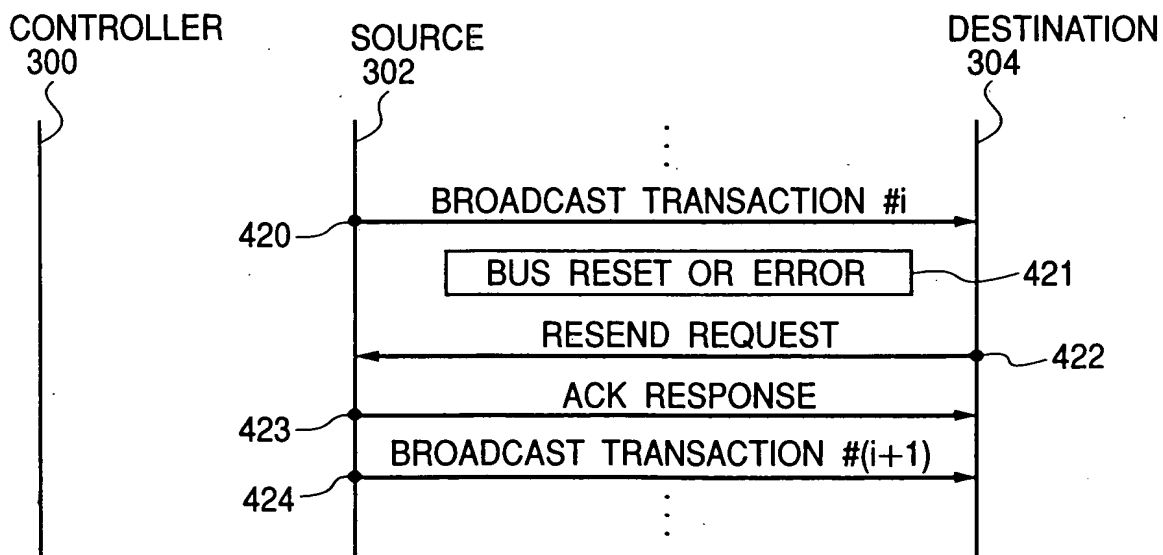 CONTROLLER
300
SOURCE
302
DESTINATION
304
BROADCAST TRANSACTION #i
420
BUS RESET OR ERROR
421
RESEND REQUEST
422
ACK RESPONSE
423
BROADCAST TRANSACTION #(i+1)
424